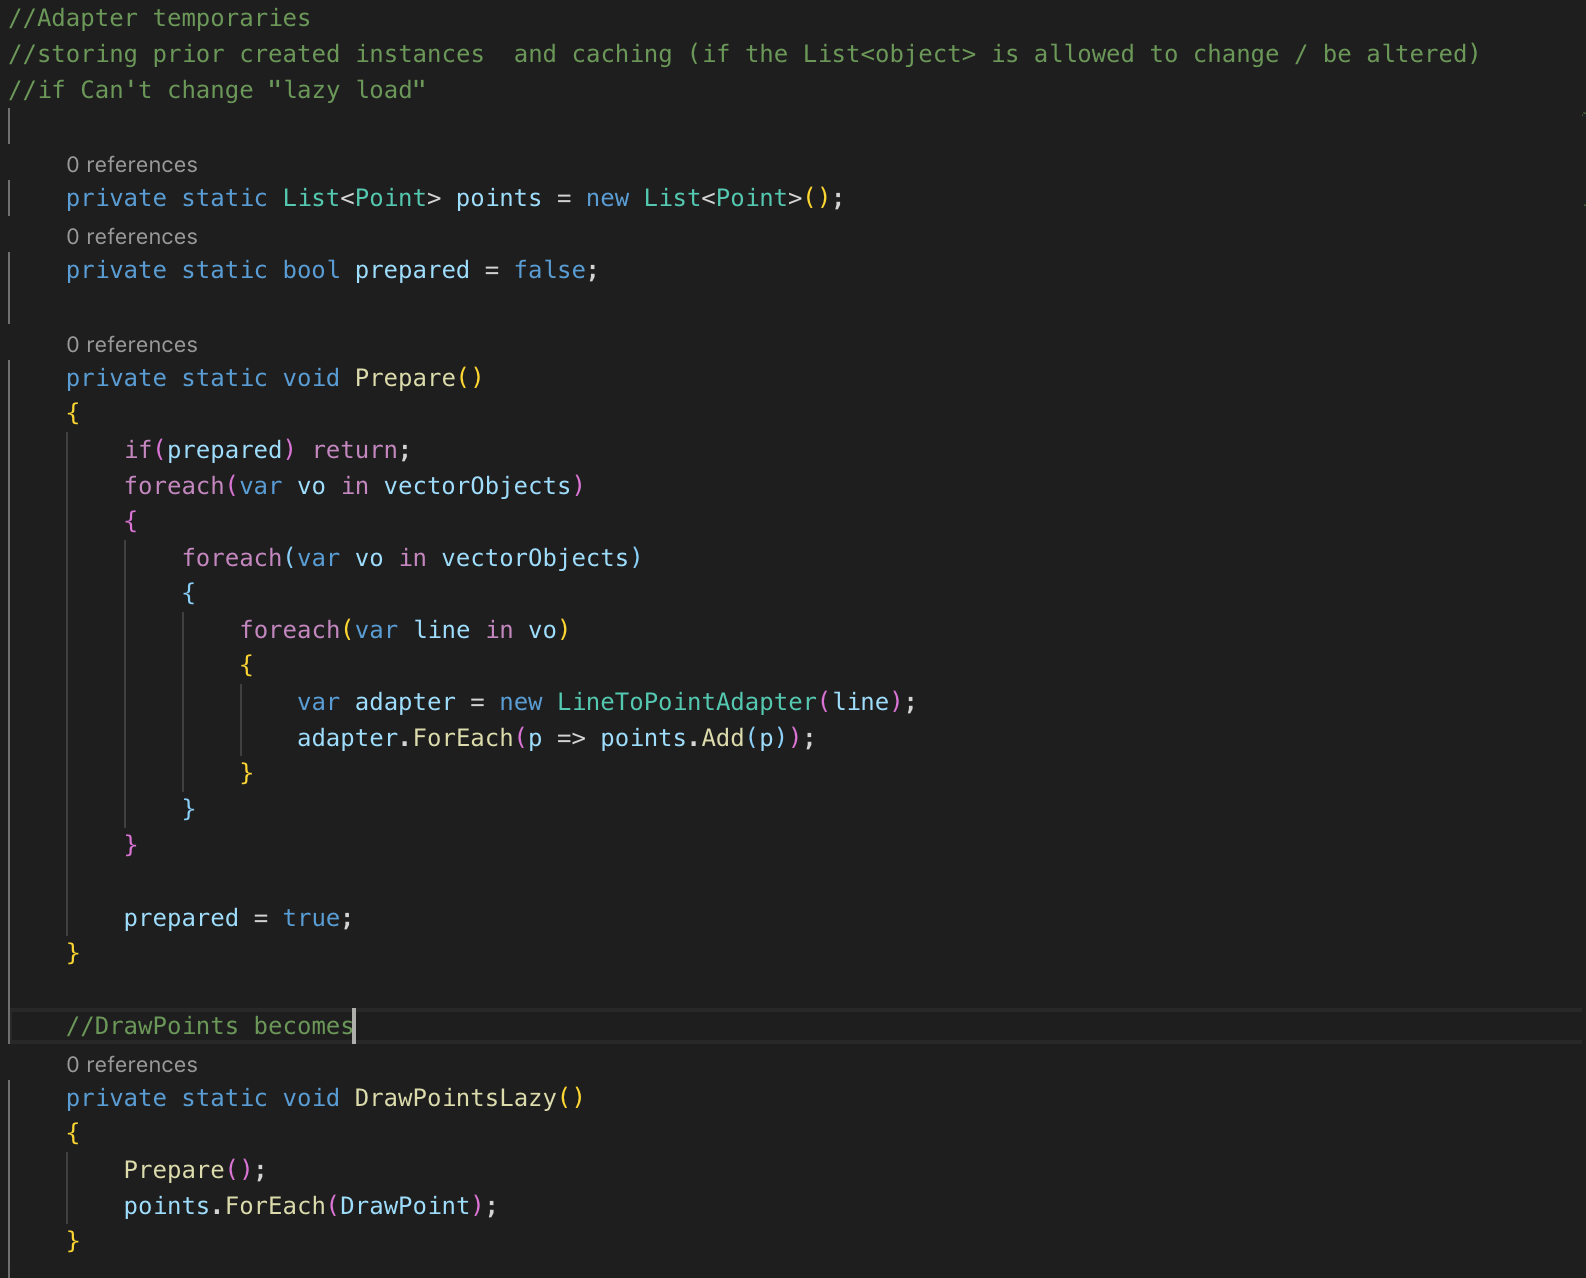 //Adapter temporaries
//storing prior created instances  and caching (if the List<object> is allowed to change / be altered)
//if Can't change "lazy load"
0 references
private static List<Point> points = new List<Point>();
0 references
private static bool prepared = false;
0 references
private static void Prepare()
{
if(prepared) return;
foreach(var vo in vectorObjects)
{
foreach(var vo in vectorObjects)
{
foreach(var line in vo)
{
var adapter = new LineToPointAdapter(line);
adapter.ForEach(p => points.Add(p));
}
}
}
prepared = true;
}
//DrawPoints becomes
0 references
private static void DrawPointsLazy()
{
Prepare();
points.ForEach(DrawPoint);
}